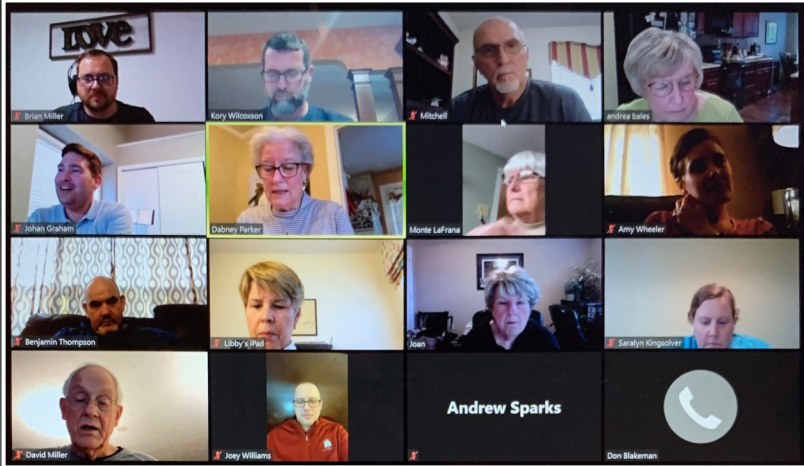 love
Brian Miller
Kory Wilcoxson
Mitchell
andrea bales
Johan Graham
Dabney Parker
Monte LaFrana
Amy Wheeler
Benjamin Thompson
Libby's iPad
Joan
Saralyn Kingsolver
David Miller
Joey Williams
Andrew Sparks
Don Blakeman